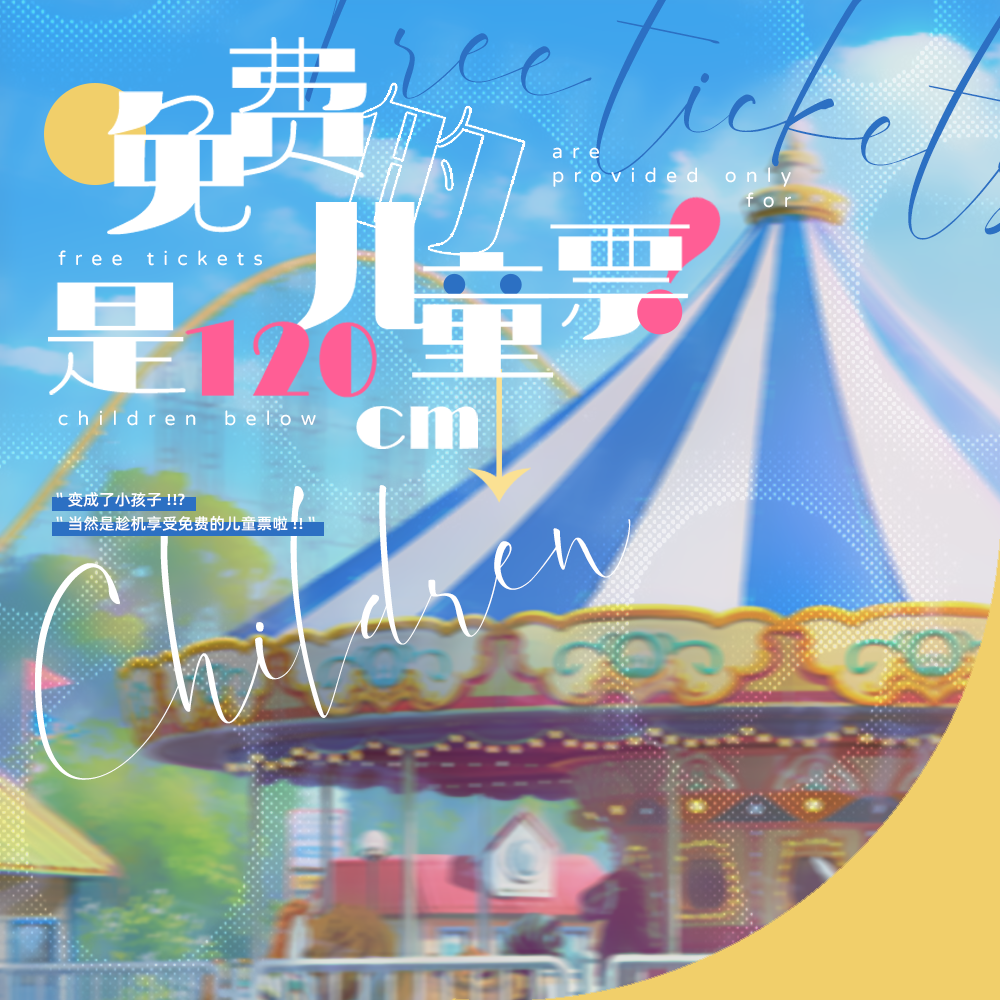 free tickets
免费的
are
provided only
for
儿童票!
free tickets
是120
cm
children below
"变成了小孩子!!?
"当然是趁机享受免费的儿童票啦!!"
Children